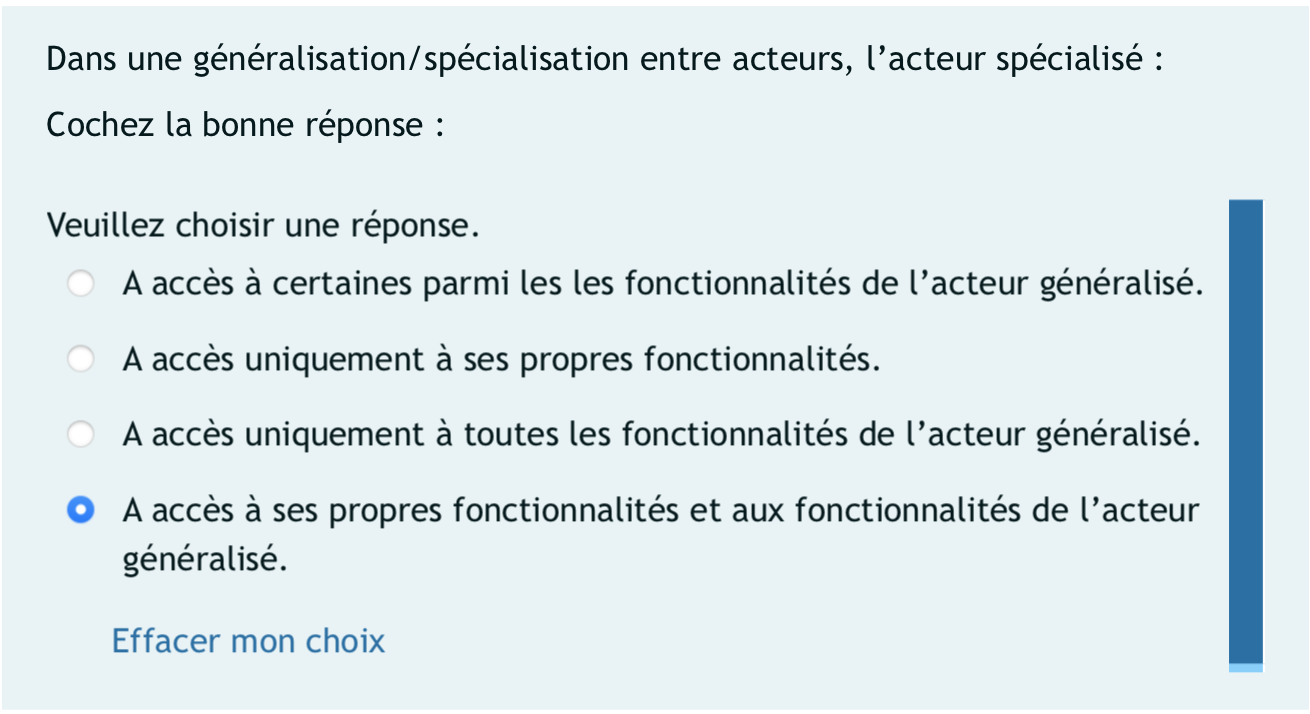 Dans une généralisation/spécialisation entre acteurs, l’acteur spécialisé :
Cochez la bonne réponse :
Veuillez choisir une réponse.
A accès à certaines parmi les les fonctionnalités de l’acteur généralisé.
A accès uniquement à ses propres fonctionnalités.
A accès uniquement à toutes les fonctionnalités de l’acteur généralisé.
A accès à ses propres fonctionnalités et aux fonctionnalités de l’acteur
généralisé.
Effacer mon choix